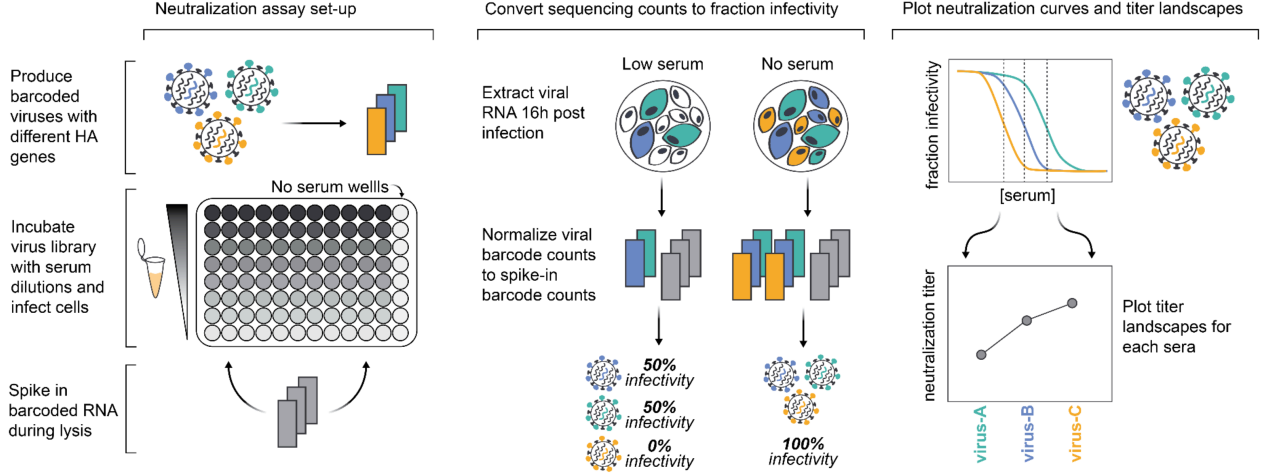 Neutralization assay set-up
Produce
barcoded
viruses with
different HA
genes
No serum wellls
Incubate
virus library
with serum
dilutions and
infect cells
Spike in
barcoded RNA
during lysis
Convert sequencing counts to fraction infectivity
Low serum
No serum
Extract viral
RNA 16h post
infection
Normalize viral
barcode counts
to spike-in
barcode counts
50%
infectivity
50%
infectivity
0%
infectivity
100%
infectivity
Plot neutralization curves and titer landscapes
fraction infectivity
[serum]
neutralization titer
Plot titer
landscapes for
each sera
virus-A
virus-B
virus-C